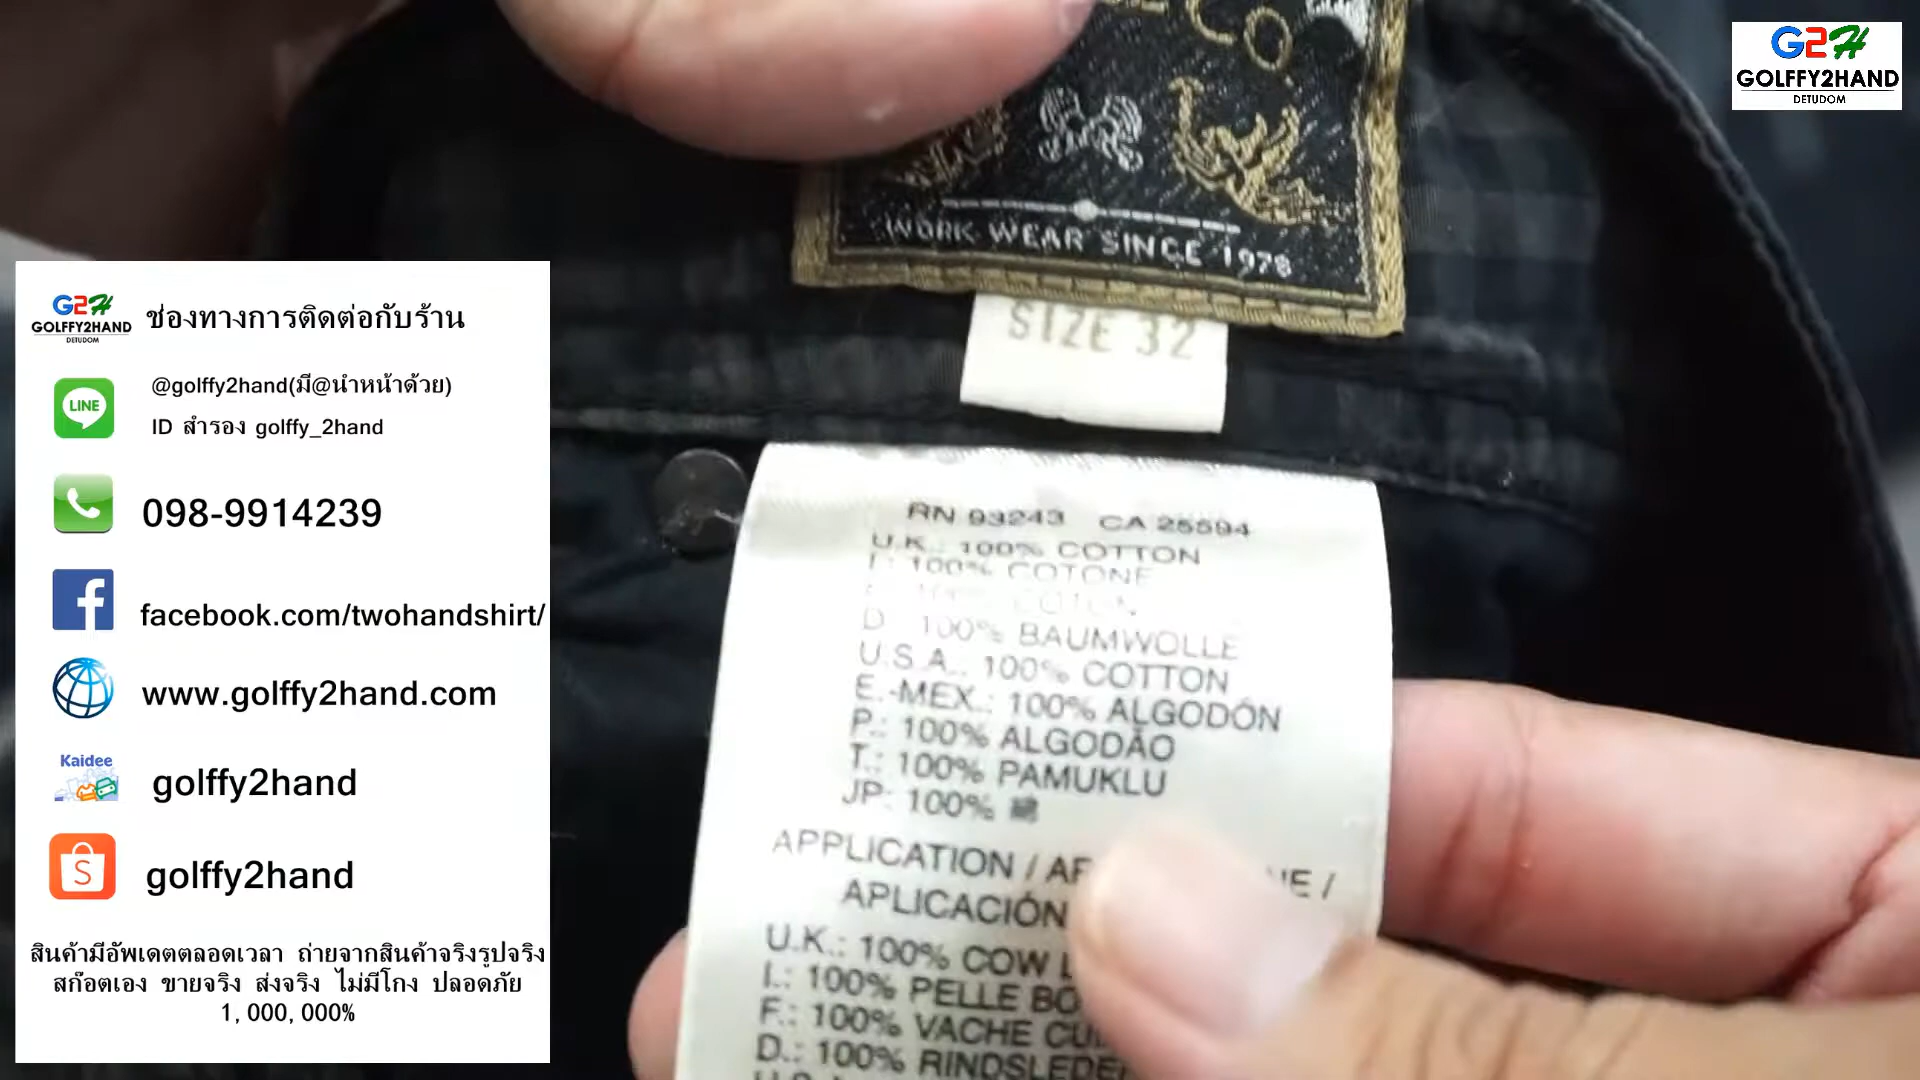 G2H
GOLFFY2HAND
DETUDOM
G2H
GOLFFY2HAND
DETUDOM
ช่องทางการติดต่อกับร้าน
LINE
@golffy2hand(มี@นำหน้าด้วย)
ID สำรอง golffy_2hand
098-9914239
facebook.com/twohandshirt/
www.golffy2hand.com
Kaidee
golffy2hand
golffy2hand
สินค้ามีอัพเดตตลอดเวลา ถ่ายจากสินค้าจริงรูปจริง
สก๊อตเอง ขายจริง ส่งจริง ไม่มีโกง ปลอดภัย
1,000,000%
CO
WORK WEAR SINCE 1978
SIZE 32
RN 93243 CA 25594
U.K.: 100% COTTON
I.: 100% COTONE
100% COTON
D. 100% BAUMWOLLE
U.S.A.: 100% COTTON
E.-MEX.: 100% ALGODÓN
P.: 100% ALGODÃO
T.: 100% PAMUKLU
JP: 100% 綿
APPLICATION /
APLICACIÓN
U.K.: 100% COW
I.: 100% PELLE
F.: 100% VACHE
D.: 100% RINDSLEDER